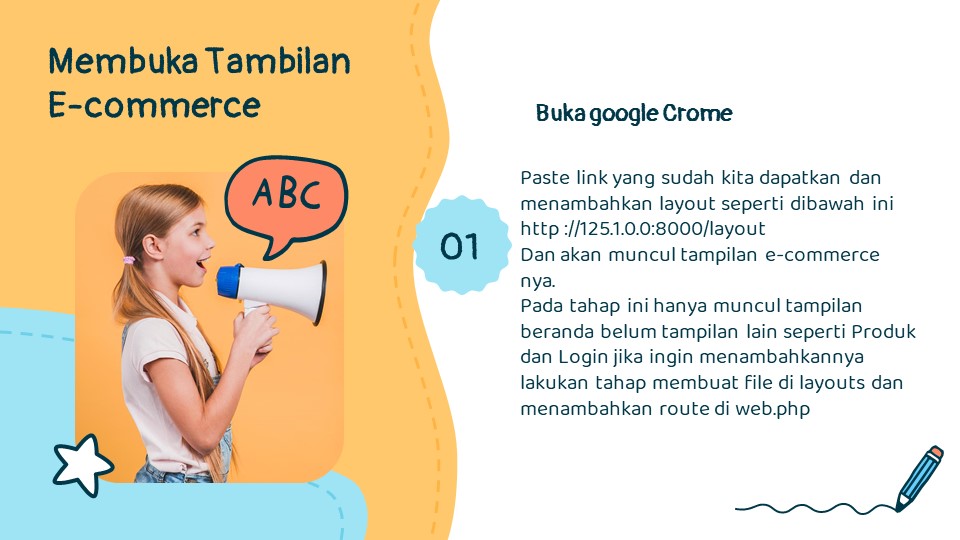 Membuka Tambilan
E-commerce
ABC
01
Buka google Crome
Paste link yang sudah kita dapatkan dan
menambahkan layout seperti dibawah ini
http ://125.1.0.0:8000/layout
Dan akan muncul tampilan e-commerce
nya.
Pada tahap ini hanya muncul tampilan
beranda belum tampilan lain seperti Produk
dan Login jika ingin menambahkannya
lakukan tahap membuat file di layouts dan
menambahkan route di web.php